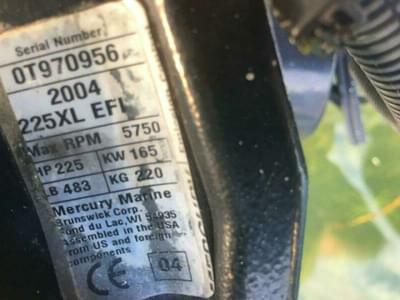 Serial Number
0T970956
2004
225XL EFI
Max RPM 5750
HP 225 KW 165
LB 483 KG 220
Mercury Marine
Brunswick Corp.
Fond du Lac, WI 54935
Assembled in the USA
from US and foreign
components
CE 04